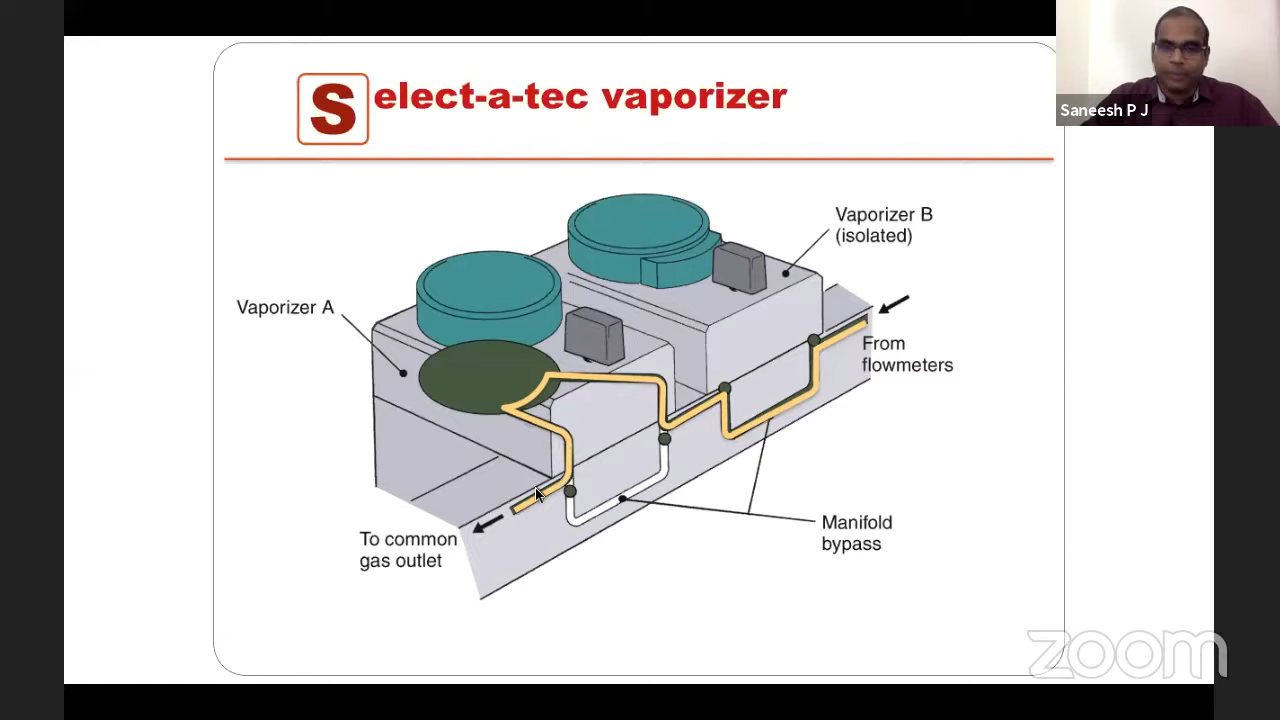 Select-a-tec vaporizer
Saneesh P J
Vaporizer B
(isolated)
Vaporizer A
From
flowmeters
Manifold
bypass
To common
gas outlet
zoom